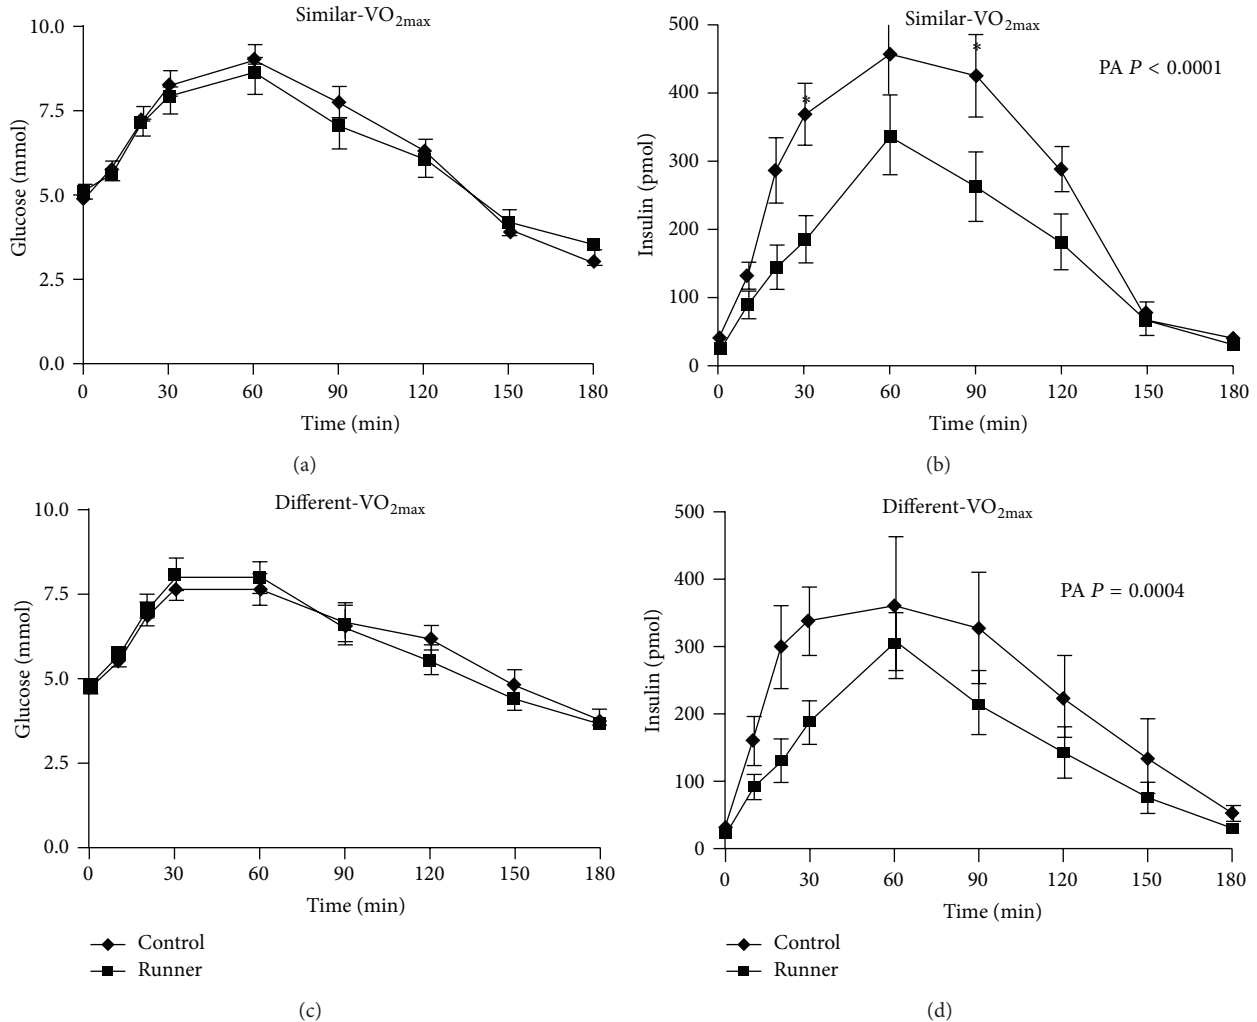 Similar-VO2max
10.0
7.5
5.0
2.5
0.0
Glucose (mmol)
0 30 60 90 120 150 180
Time (min)
(a)
Similar-VO2max
PA P < 0.0001
500
400
300
200
100
0
Insulin (pmol)
* *
0 30 60 90 120 150 180
Time (min)
(b)
Different-VO2max
10.0
7.5
5.0
2.5
0.0
Glucose (mmol)
0 30 60 90 120 150 180
Time (min)
Control
Runner
(c)
Different-VO2max
PA P = 0.0004
500
400
300
200
100
0
Insulin (pmol)
0 30 60 90 120 150 180
Time (min)
Control
Runner
(d)